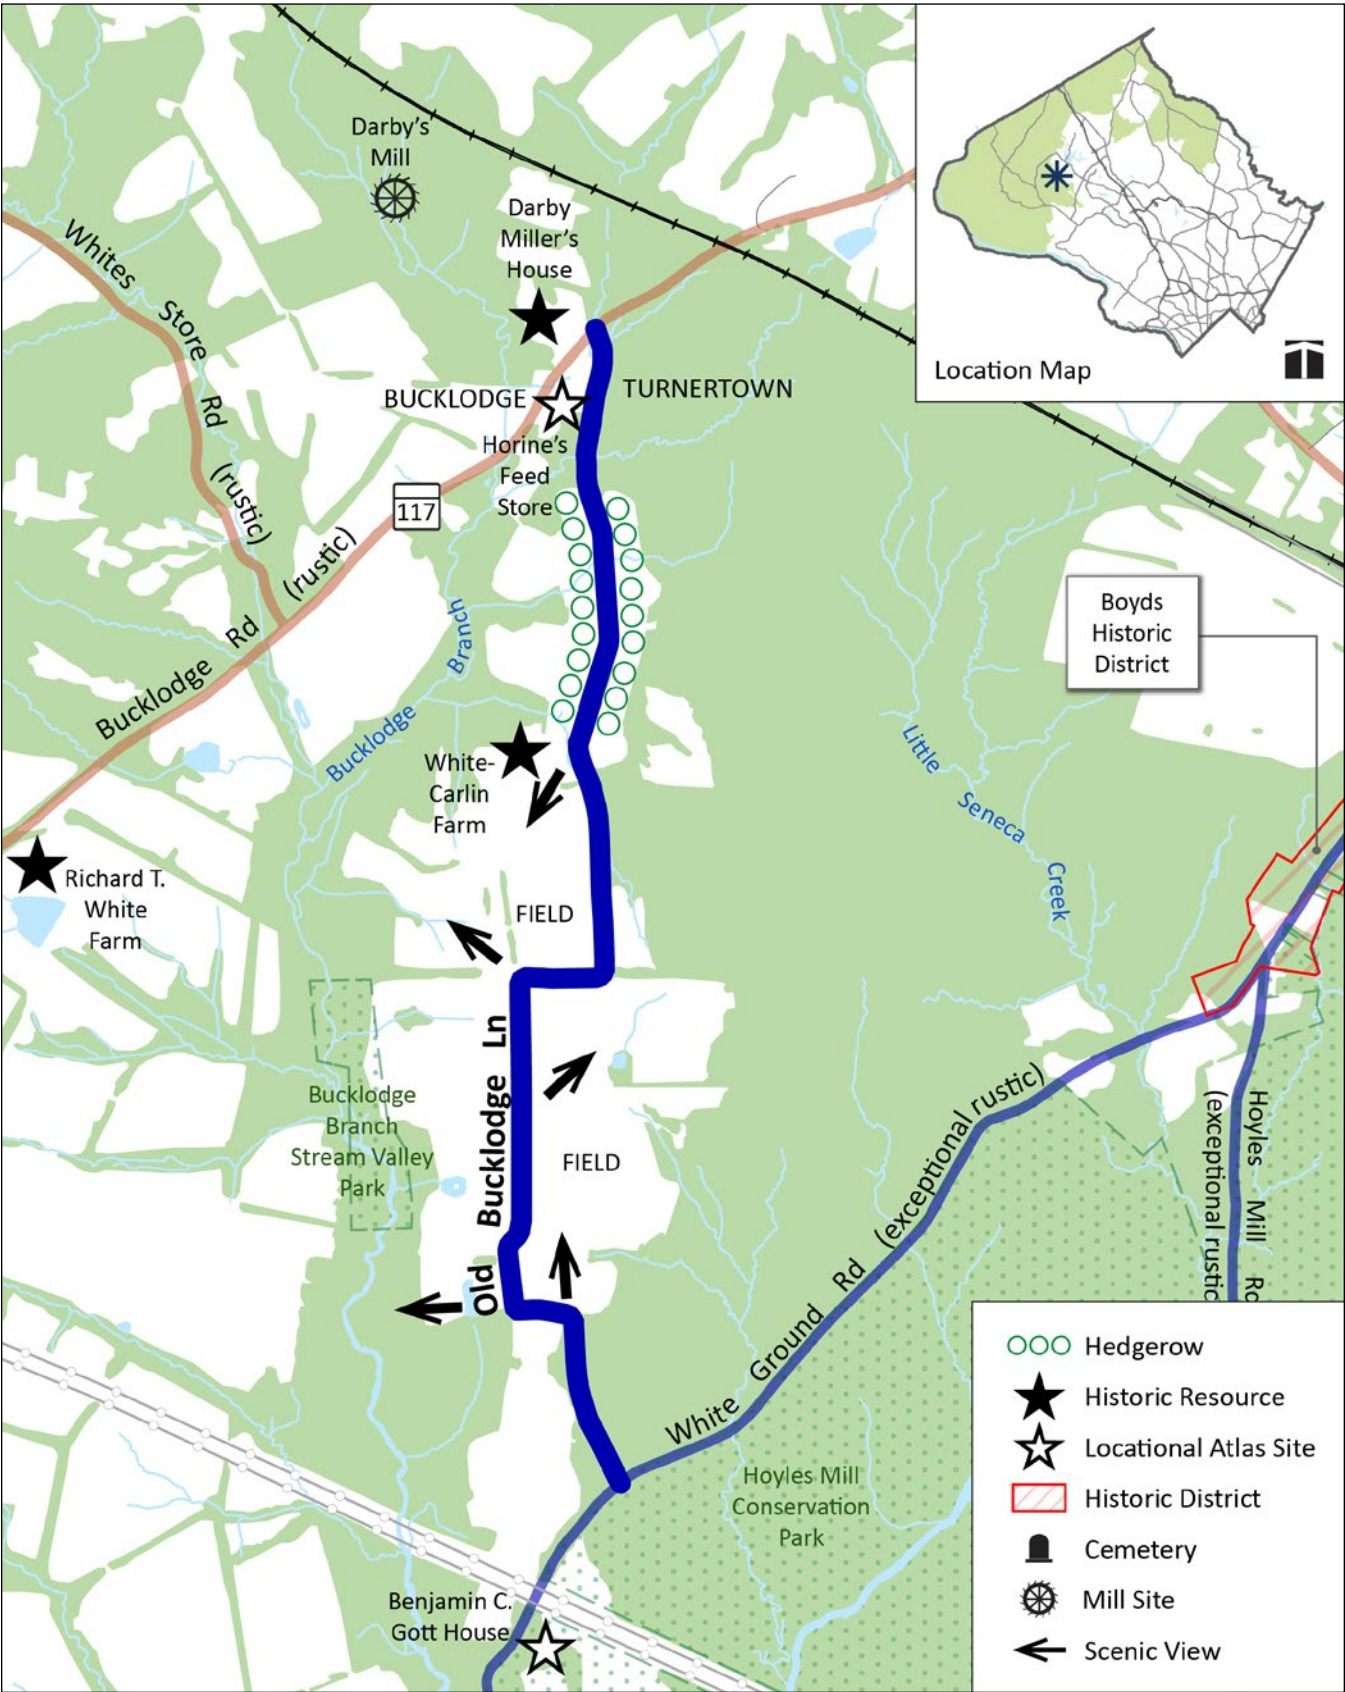 Darby's
Mill
Darby
Miller's
House
Location Map
Whites Store Rd (rustic)
BUCKLODGE
TURNERTOWN
Horine's
Feed
Store
117
Bucklodge Rd (rustic)
Bucklodge Branch
Boyds
Historic
District
White-
Carlin
Farm
Little Seneca Creek
Richard T.
White
Farm
FIELD
Old Bucklodge Ln
Bucklodge
Branch
Stream Valley
Park
FIELD
White Ground Rd (exceptional rustic)
Hoyles Mill Rd
(exceptional rustic
Hoyles Mill
Conservation
Park
Benjamin C.
Gott House
Hedgerow
Historic Resource
Locational Atlas Site
Historic District
Cemetery
Mill Site
Scenic View